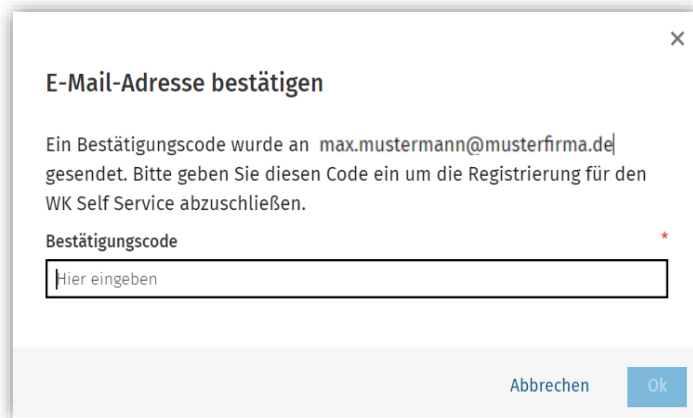 E-Mail-Adresse bestätigen
Ein Bestätigungscode wurde an max.mustermann@musterfirma.de
gesendet. Bitte geben Sie diesen Code ein um die Registrierung für den
WK Self Service abzuschließen.
Bestätigungscode *
Hier eingeben
Abbrechen Ok